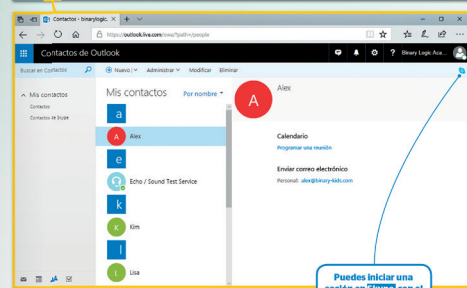 Contactos - binarylogic.
https://outlook.live.com/owa/?path=/people
Contactos de Outlook
? Binary Logic Aca...
Buscar en Contactos
Nuevo
Administrar
Modificar
Eliminar
Mis contactos
Contactos
Contactos de Skype
Mis contactos
Por nombre
a
A Alex
e
Echo / Sound Test Service
k
K Kim
l
L Lisa
A
Alex
Calendario
Programar una reunión
Enviar correo electrónico
Personal: alex@binary-kids.com
Puedes iniciar una
sesión en Skype con el